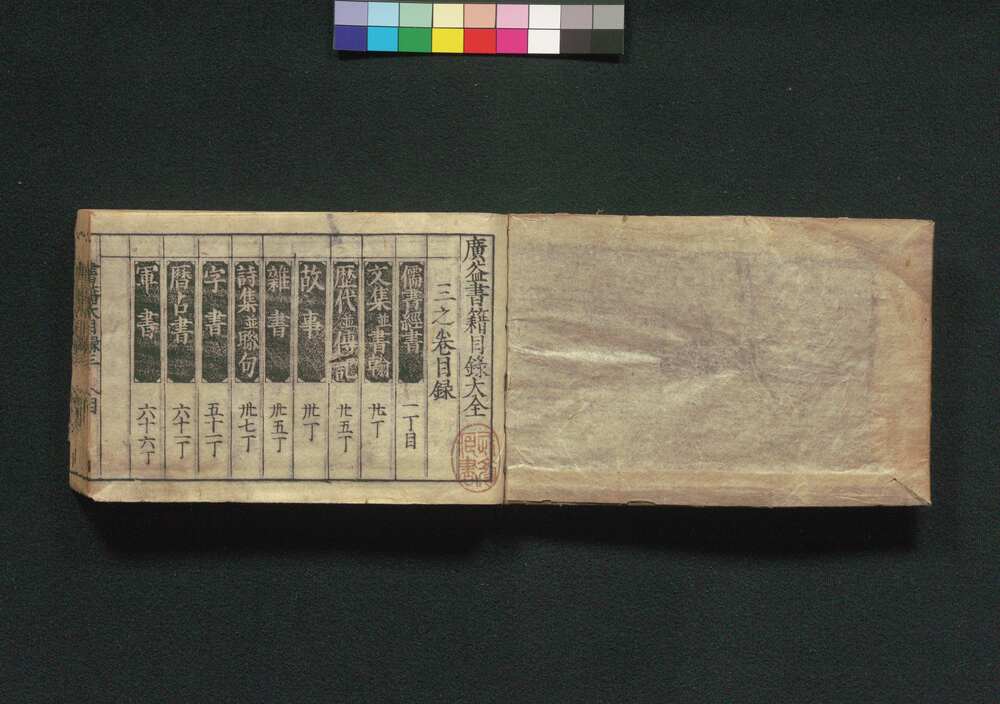 廣益書籍目録大全
三之巻目録
儒書經書 一丁目
文集並書翰 廿丁
歴代並傳記 廿五丁
故事 卅丁
雑書 卅五丁
詩集並聯句 卅七丁
字書 五十二丁
暦占書 六十二丁
軍書 六十六丁